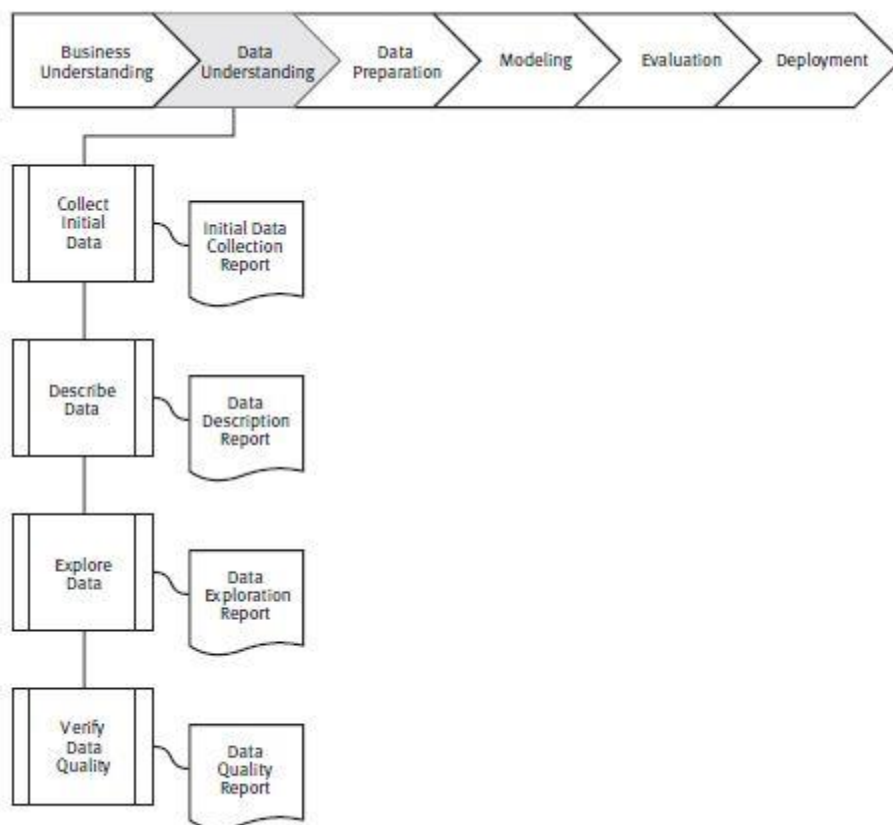 Business
Understanding
Data
Understanding
Data
Preparation
Modeling
Evaluation
Deployment
Collect
Initial
Data
Initial Data
Collection
Report
Describe
Data
Data
Description
Report
Explore
Data
Data
Exploration
Report
Verify
Data
Quality
Data
Quality
Report